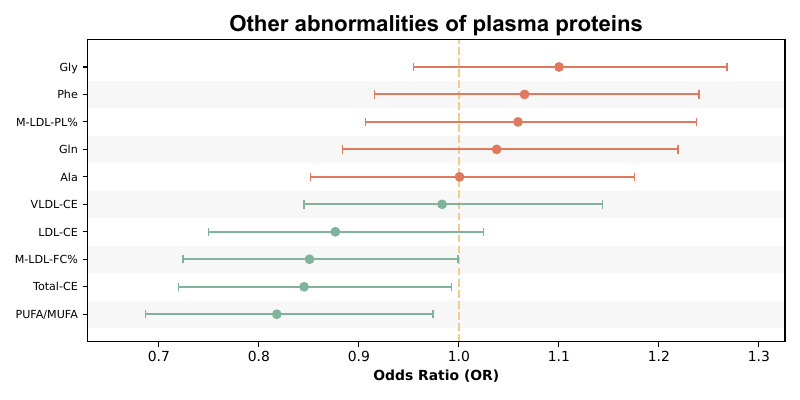 Other abnormalities of plasma proteins
Gly
Phe
M-LDL-PL%
Gln
Ala
VLDL-CE
LDL-CE
M-LDL-FC%
Total-CE
PUFA/MUFA
0.7 0.8 0.9 1.0 1.1 1.2 1.3
Odds Ratio (OR)